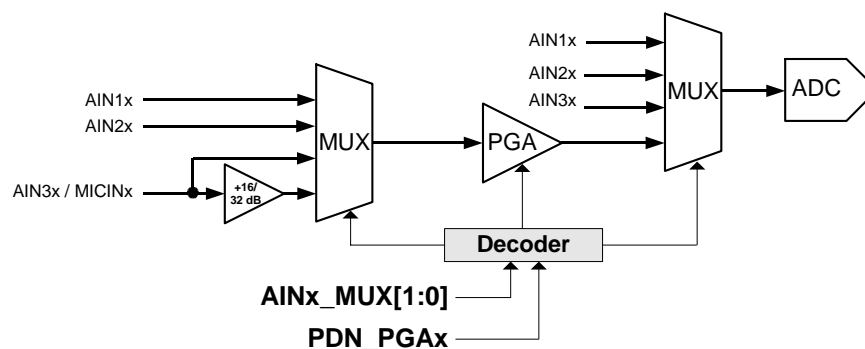 AIN1x
AIN2x
AIN3x
MUX
ADC
AIN1x
AIN2x
MUX
PGA
AIN3x / MICINx
+16/
32 dB
Decoder
AINx_MUX[1:0]
PDN_PGAx